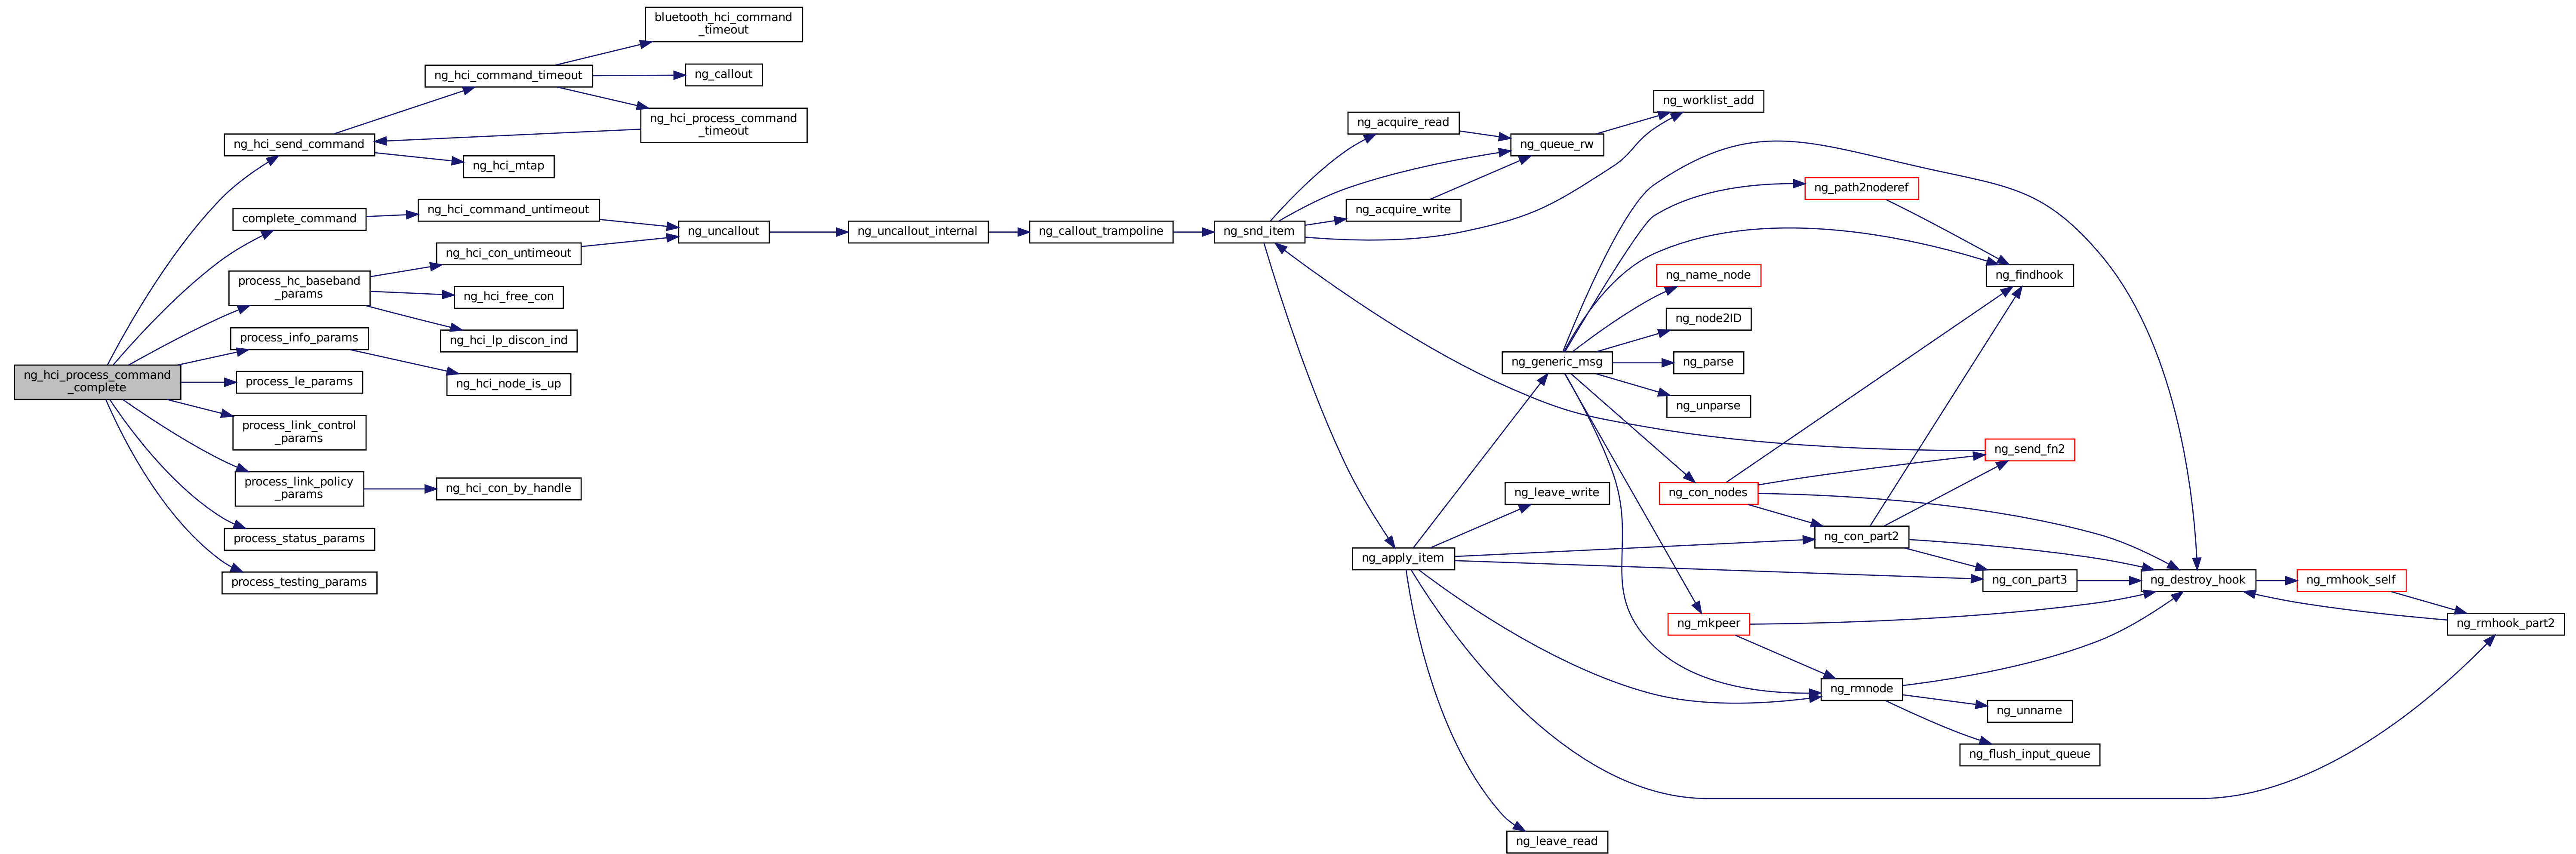 ng_hci_process_command
_complete
ng_hci_send_command
ng_hci_command_timeout
bluetooth_hci_command
_timeout
ng_callout
ng_hci_process_command
_timeout
ng_hci_mtap
complete_command
ng_hci_command_untimeout
process_hc_baseband
_params
ng_hci_con_untimeout
ng_hci_free_con
ng_hci_lp_discon_ind
process_info_params
ng_hci_node_is_up
process_le_params
process_link_control
_params
process_link_policy
_params
ng_hci_con_by_handle
process_status_params
process_testing_params
ng_uncallout
ng_uncallout_internal
ng_callout_trampoline
ng_snd_item
ng_acquire_read
ng_acquire_write
ng_queue_rw
ng_worklist_add
ng_apply_item
ng_generic_msg
ng_leave_write
ng_leave_read
ng_path2noderef
ng_findhook
ng_name_node
ng_node2ID
ng_parse
ng_unparse
ng_con_nodes
ng_send_fn2
ng_con_part2
ng_con_part3
ng_mkpeer
ng_rmnode
ng_unname
ng_flush_input_queue
ng_destroy_hook
ng_rmhook_self
ng_rmhook_part2